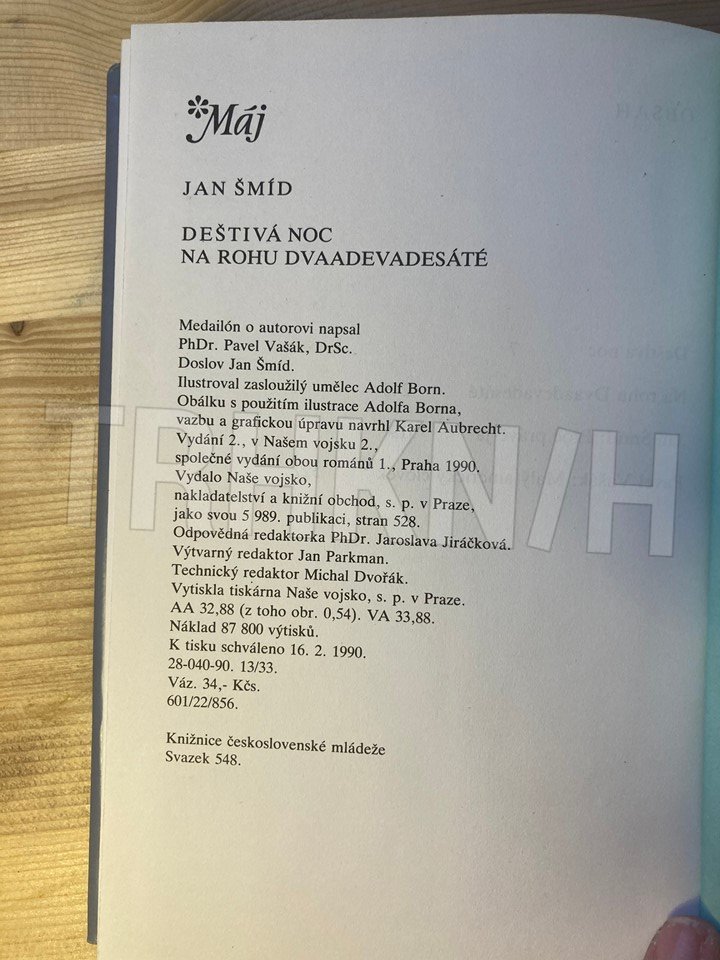 *Máj
JAN ŠMÍD
DEŠTIVÁ NOC
NA ROHU DVAADEVADESÁTÉ
Medailón o autorovi napsal
PhDr. Pavel Vašák, DrSc.
Doslov Jan Šmíd.
Ilustroval zasloužilý umělec Adolf Born.
Obálku s použitím ilustrace Adolfa Borna,
vazbu a grafickou úpravu navrhl Karel Aubrecht.
Vydání 2., v Našem vojsku 2.,
společné vydání obou románů 1., Praha 1990.
Vydalo Naše vojsko,
nakladatelství a knižní obchod, s. p. v Praze,
jako svou 5 989. publikaci, stran 528.
Odpovědná redaktorka PhDr. Jaroslava Jiráčková.
Výtvarný redaktor Jan Parkman.
Technický redaktor Michal Dvořák.
Vytiskla tiskárna Naše vojsko, s. p. v Praze.
AA 32,88 (z toho obr. 0,54). VA 33,88.
Náklad 87 800 výtisků.
K tisku schváleno 16. 2. 1990.
28-040-90. 13/33.
Váz. 34,- Kčs.
601/22/856.
Knižnice československé mládeže
Svazek 548.